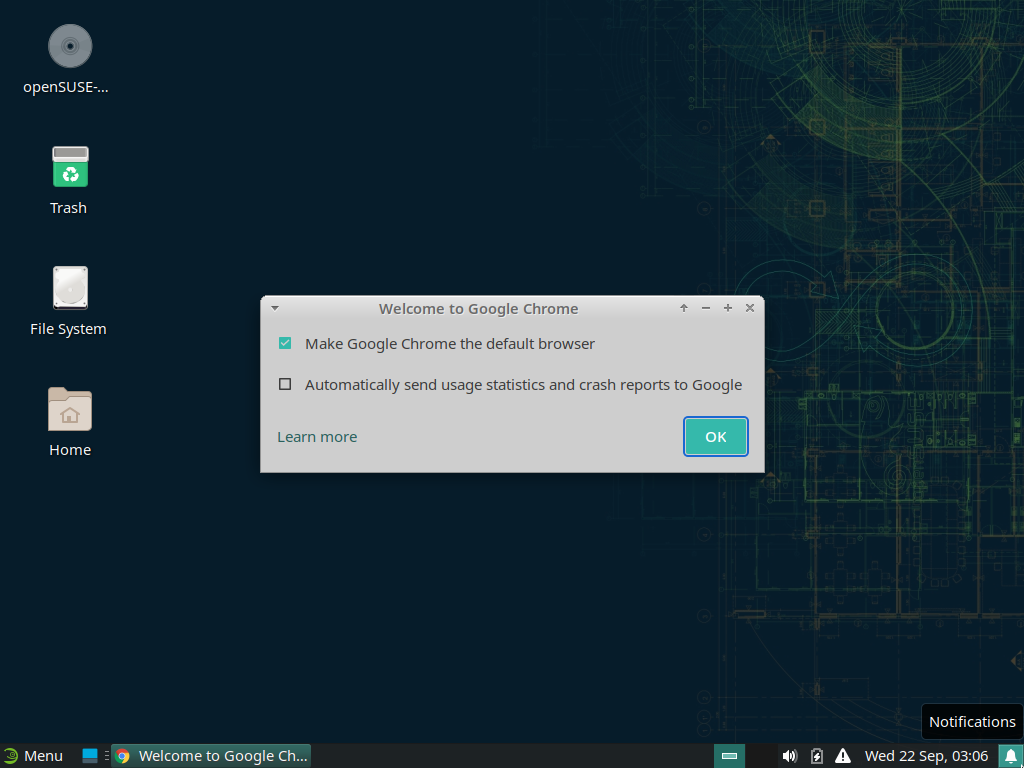 openSUSE-...
Trash
File System
Home
Welcome to Google Chrome
Make Google Chrome the default browser
Automatically send usage statistics and crash reports to Google
Learn more
OK
Notifications
Menu
Welcome to Google Ch...
Wed 22 Sep, 03:06